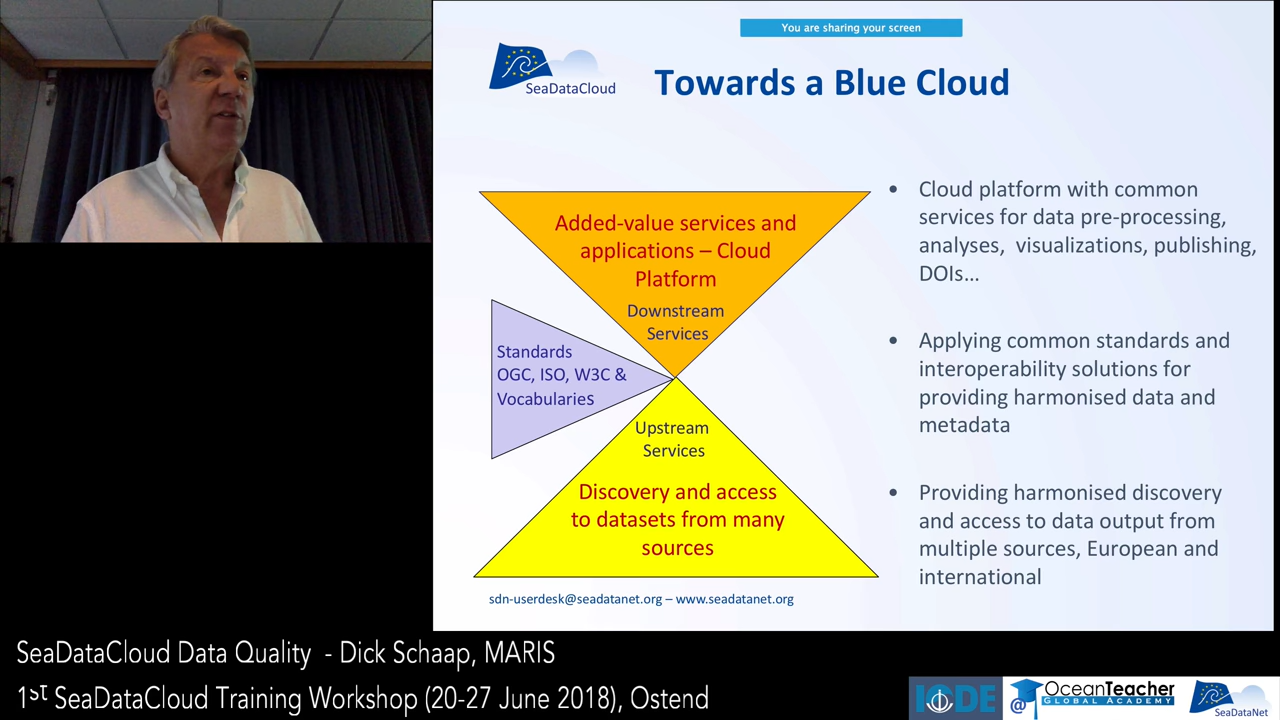 You are sharing your screen
SeaDataCloud
Towards a Blue Cloud
Added-value services and
applications – Cloud
Platform
Downstream
Services
Standards
OGC, ISO, W3C &
Vocabularies
Upstream
Services
Discovery and access
to datasets from many
sources
• Cloud platform with common
services for data pre-processing,
analyses, visualizations, publishing,
DOIs…
• Applying common standards and
interoperability solutions for
providing harmonised data and
metadata
• Providing harmonised discovery
and access to data output from
multiple sources, European and
international
sdn-userdesk@seadatanet.org – www.seadatanet.org
SeaDataCloud Data Quality - Dick Schaap, MARIS
1st SeaDataCloud Training Workshop (20-27 June 2018), Ostend
IODE
@ OceanTeacher
GLOBAL ACADEMY
SeaDataNet